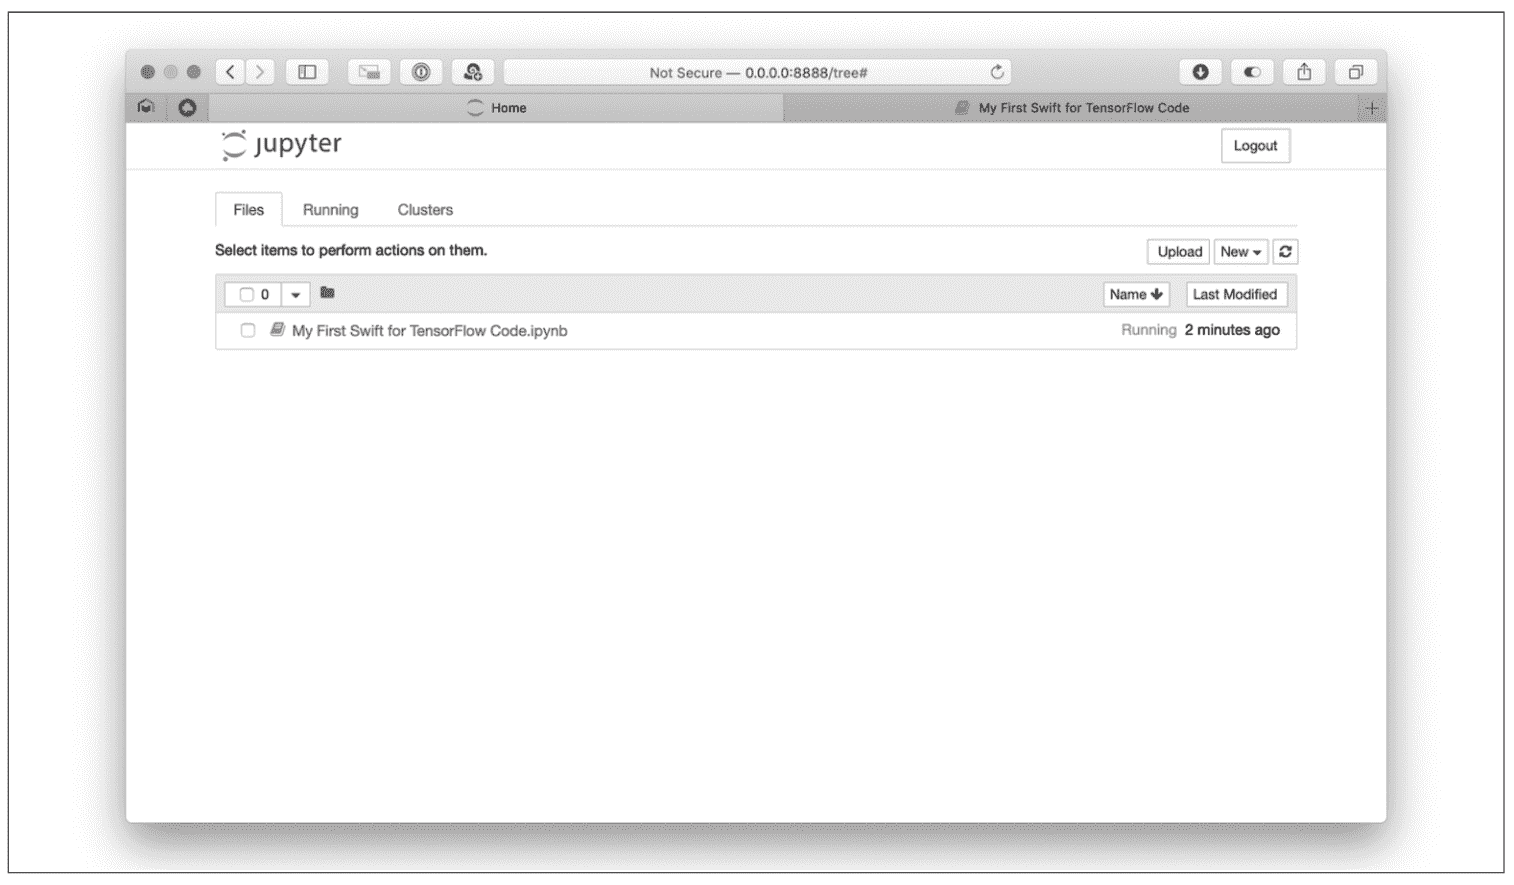 Not Secure — 0.0.0.0:8888/tree#
Home
My First Swift for TensorFlow Code
jupyter
Logout
Files Running Clusters
Select items to perform actions on them.
Upload New
0
Name Last Modified
My First Swift for TensorFlow Code.ipynb Running 2 minutes ago